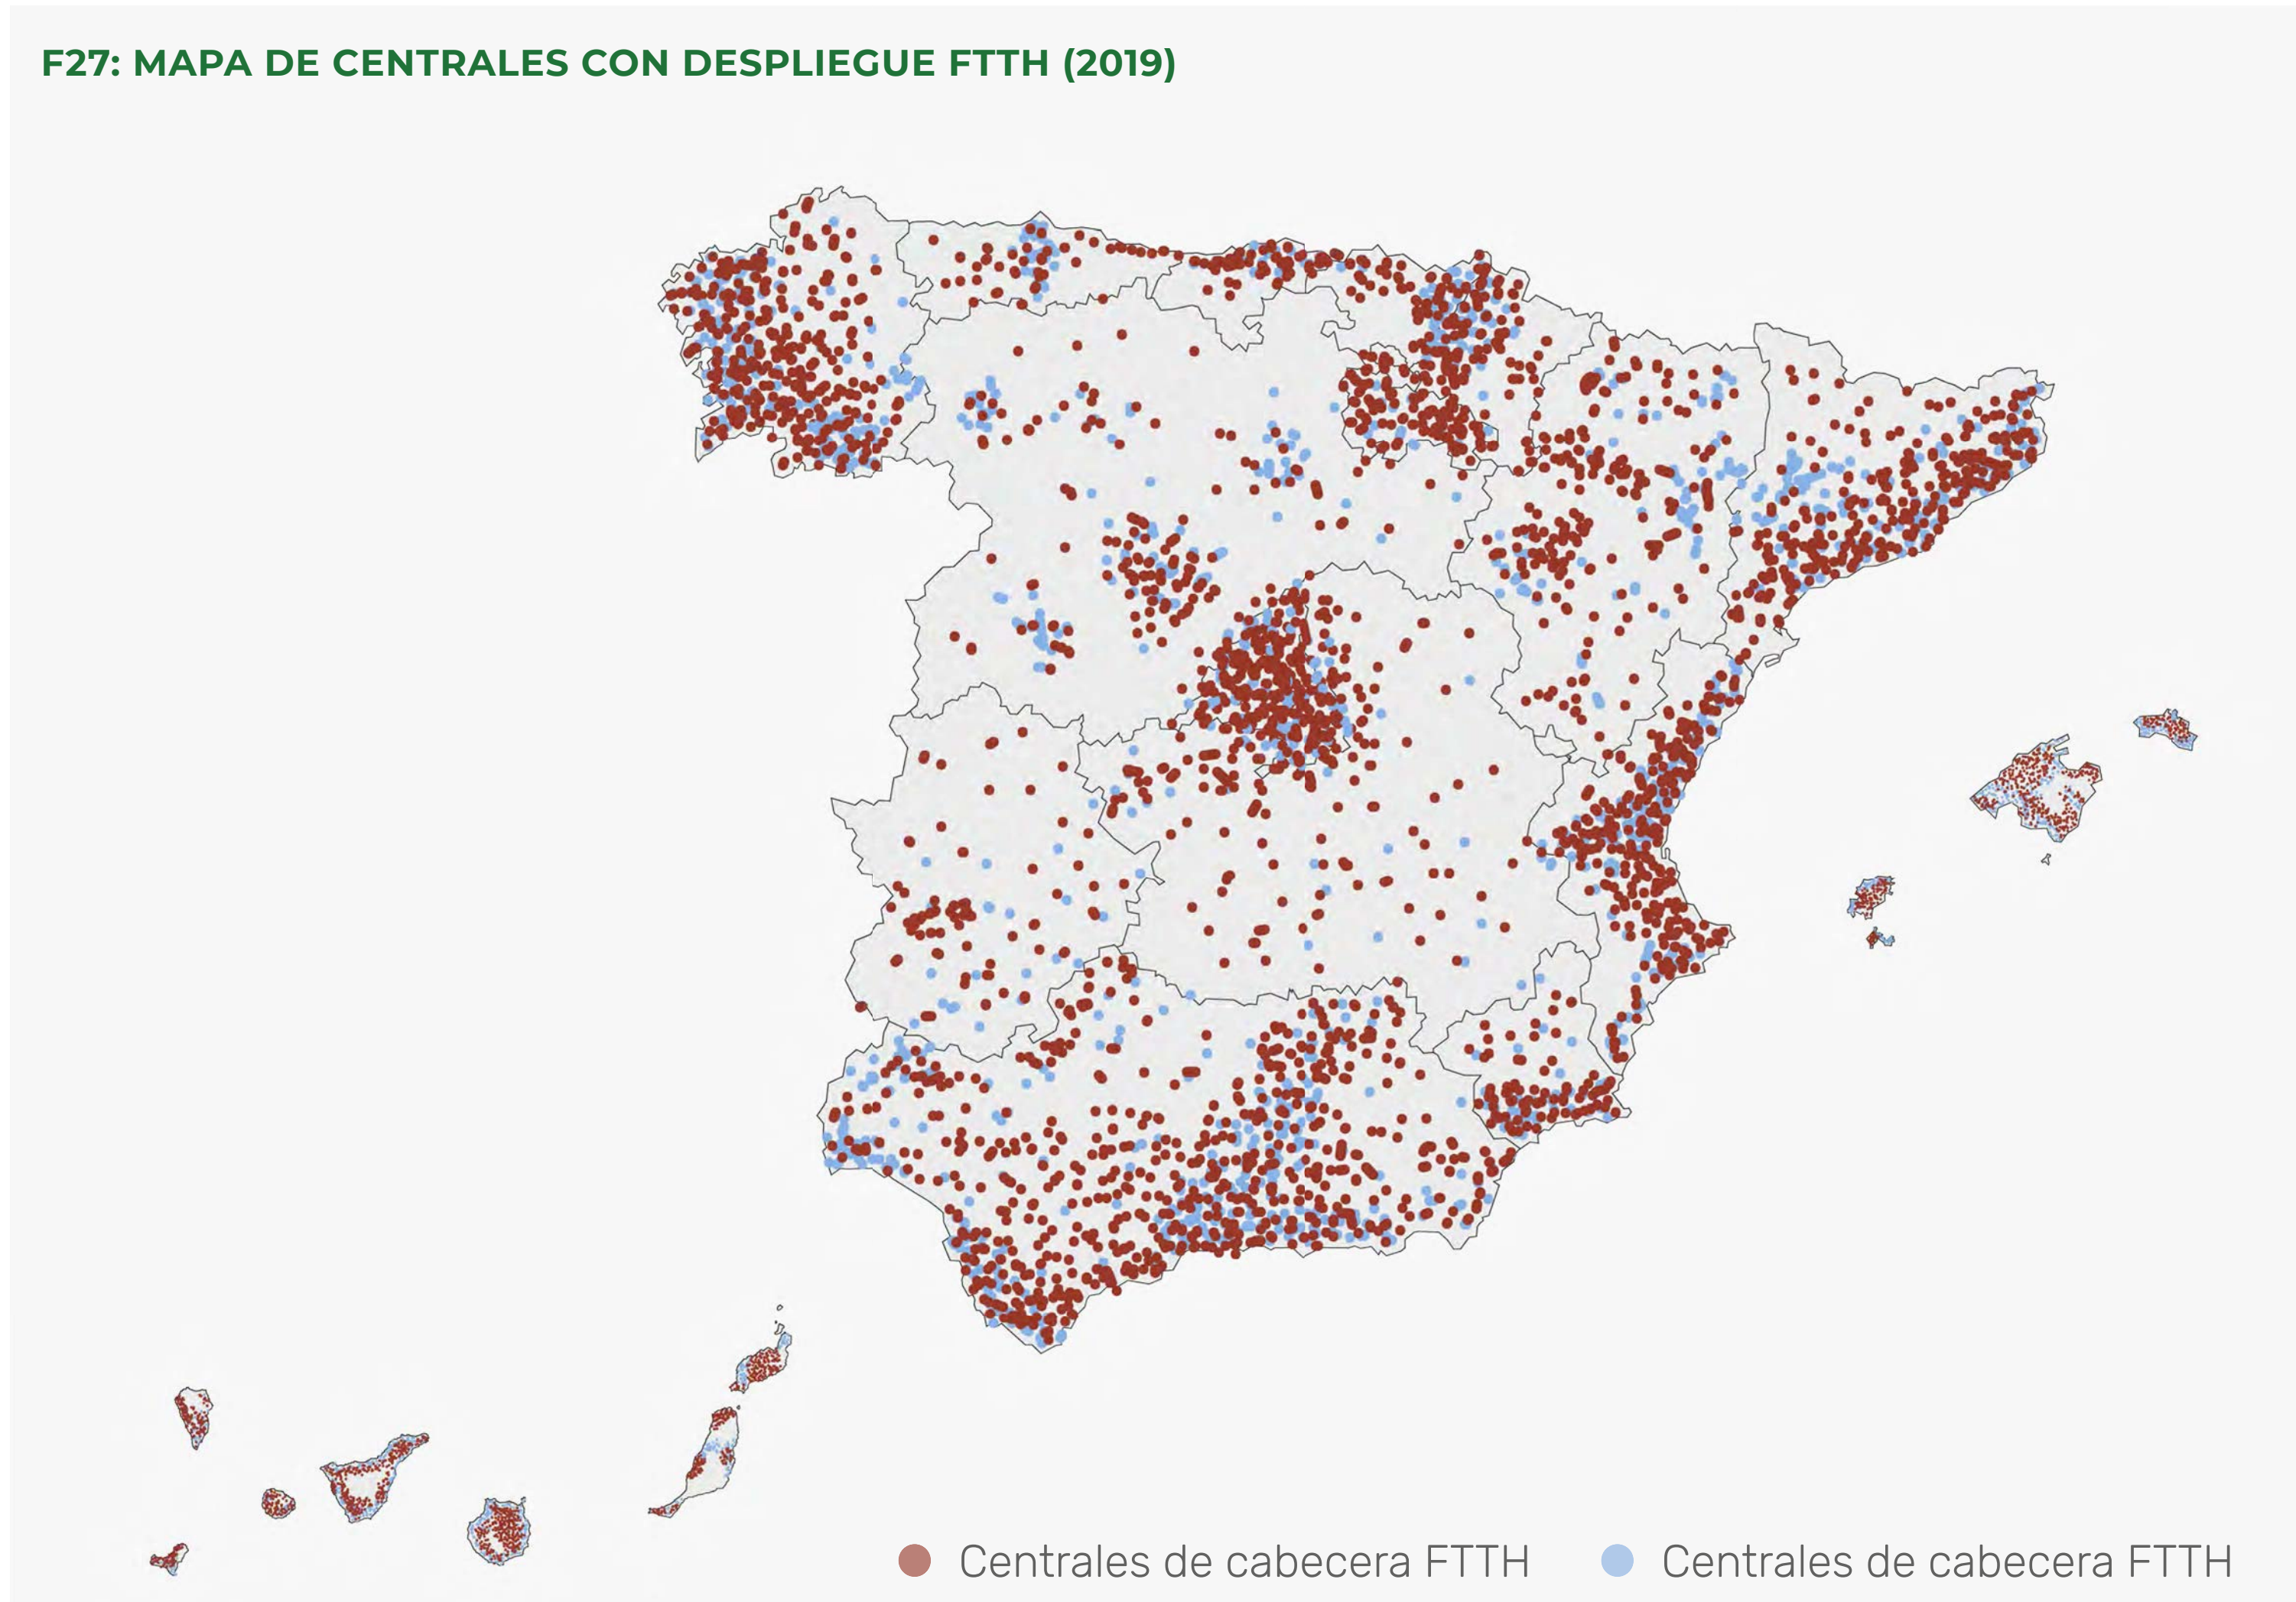 F27: MAPA DE CENTRALES CON DESPLIEGUE FTTH (2019)
Centrales de cabecera FTTH
Centrales de cabecera FTTH